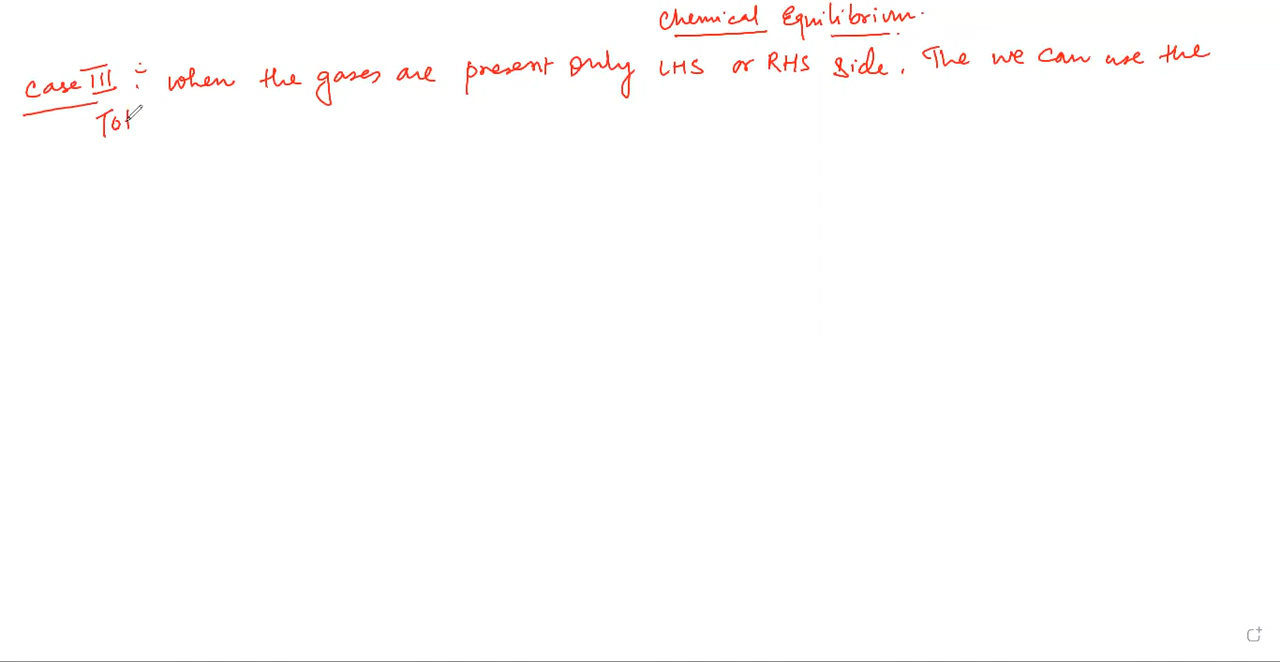 Chemical Equilibrium.
Case III :- when the gases are present only LHS or RHS side. The we can use the
Tot